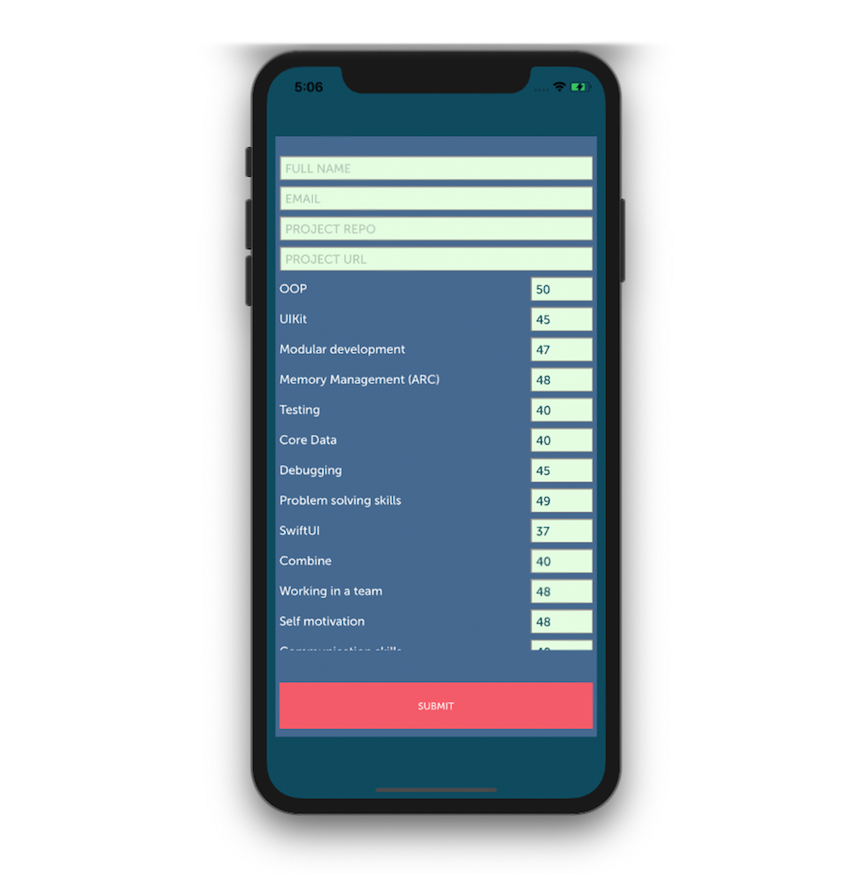 5:06
FULL NAME
EMAIL
PROJECT REPO
PROJECT URL
OOP 50
UIKit 45
Modular development 47
Memory Management (ARC) 48
Testing 40
Core Data 40
Debugging 45
Problem solving skills 49
SwiftUI 37
Combine 40
Working in a team 48
Self motivation 48
Communication skills
SUBMIT